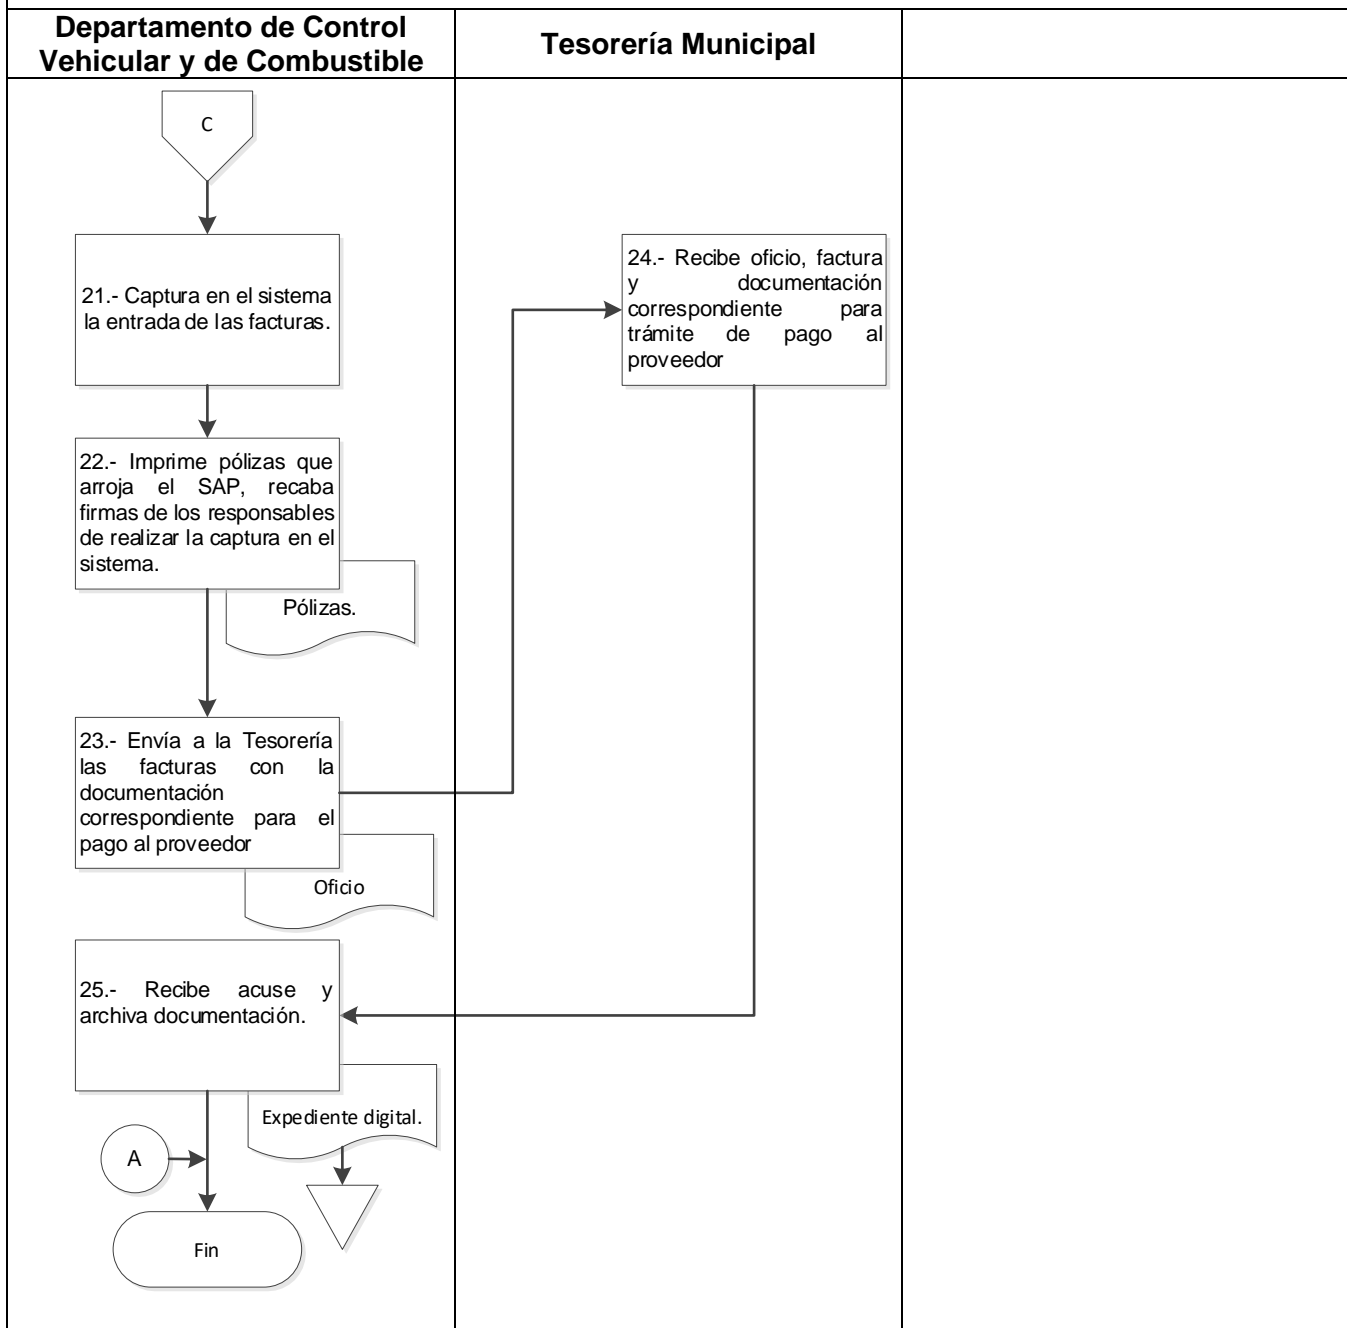 Departamento de Control
Vehicular y de Combustible
Tesorería Municipal
C
21.- Captura en el sistema
la entrada de las facturas.
24.- Recibe oficio, factura
y documentación
correspondiente para
trámite de pago al
proveedor
22.- Imprime pólizas que
arroja el SAP, recaba
firmas de los responsables
de realizar la captura en el
sistema.
Pólizas.
23.- Envía a la Tesorería
las facturas con la
documentación
correspondiente para el
pago al proveedor
Oficio
25.- Recibe acuse y
archiva documentación.
Expediente digital.
A
Fin